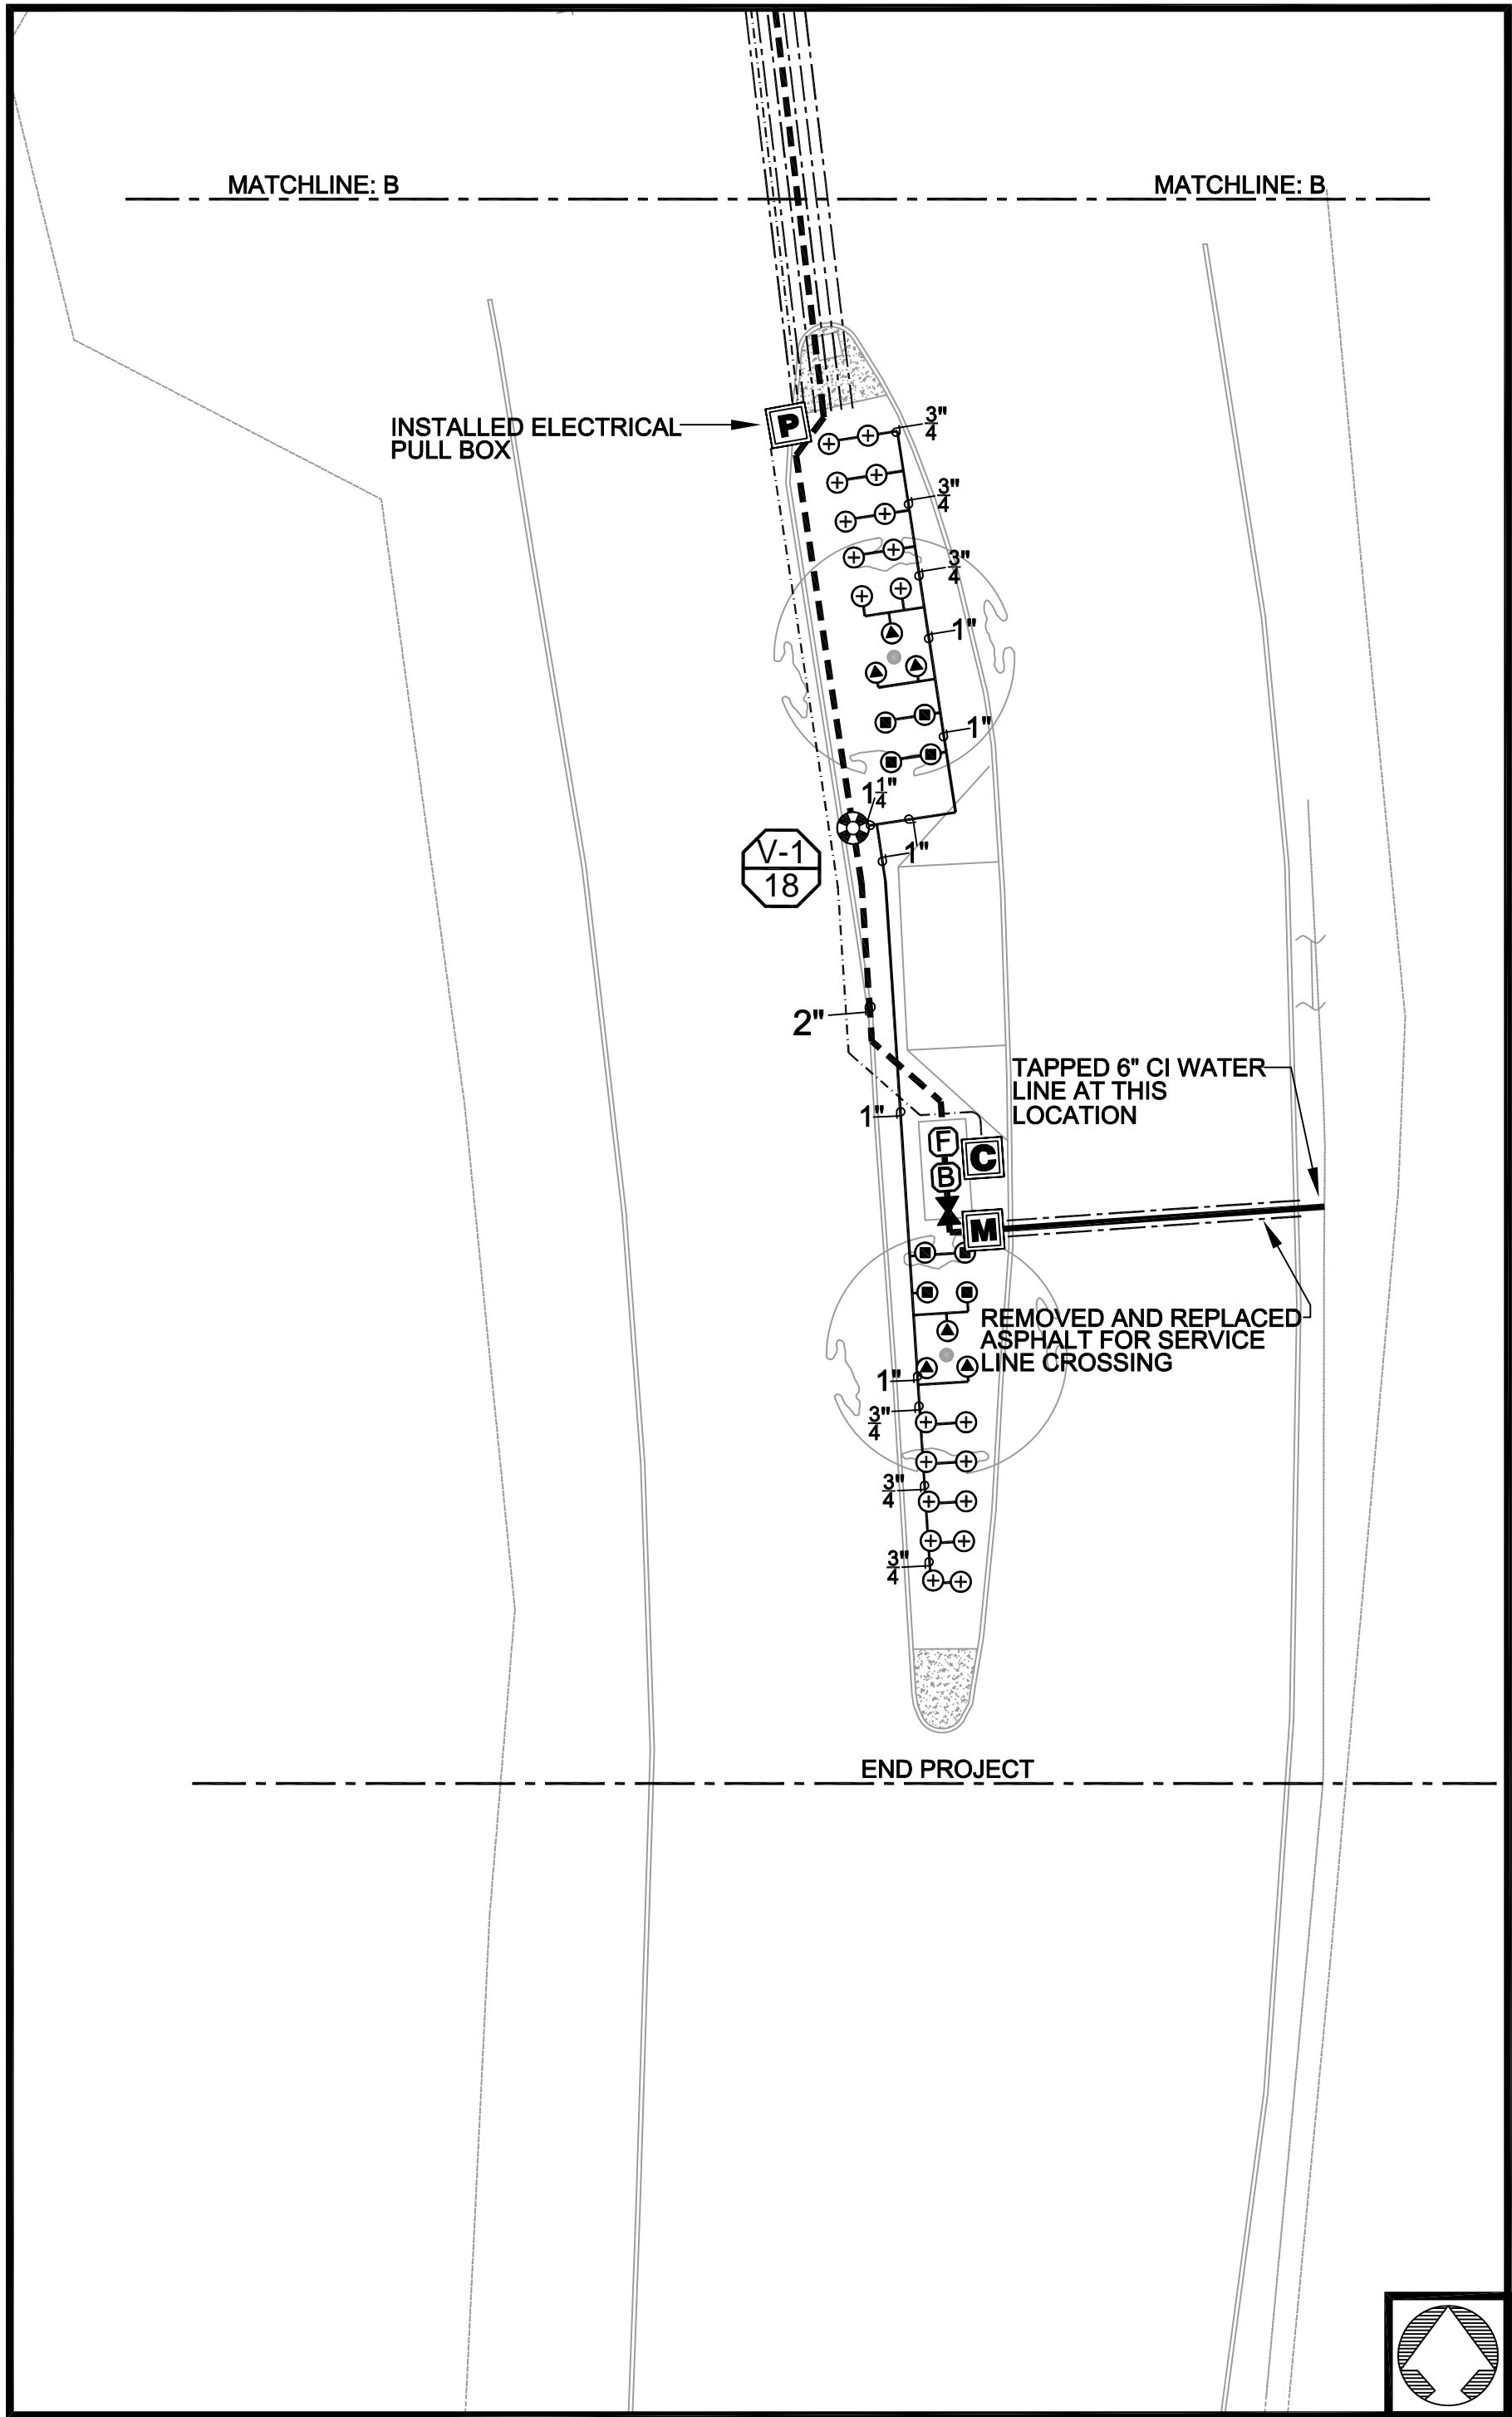 MATCHLINE: B
MATCHLINE: B
INSTALLED ELECTRICAL
PULL BOX
P
3/4"
3/4"
3/4"
1"
1"
1 1/4"
1"
V-1
18
2"
TAPPED 6" CI WATER
LINE AT THIS
LOCATION
1"
F
C
B
M
REMOVED AND REPLACED
ASPHALT FOR SERVICE
LINE CROSSING
1"
3/4"
3/4"
3/4"
END PROJECT